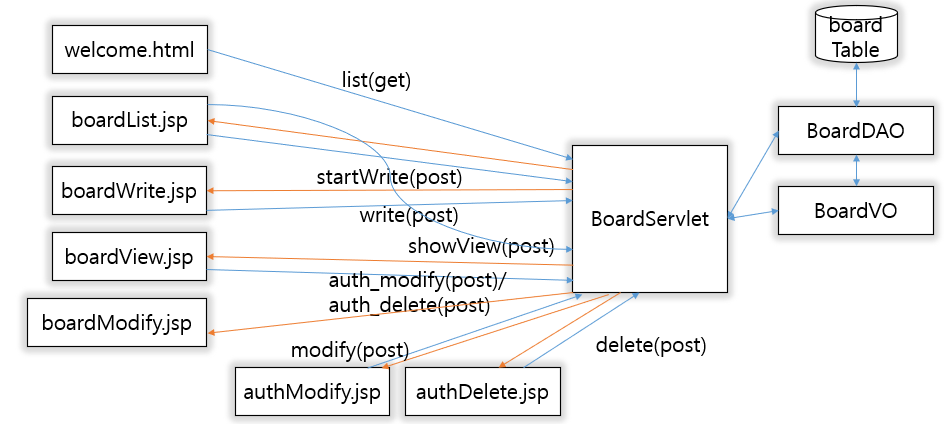 welcome.html
board
Table
list(get)
boardList.jsp
BoardDAO
startWrite(post)
boardWrite.jsp
write(post)
BoardServlet
BoardVO
showView(post)
boardView.jsp
auth_modify(post)/
auth_delete(post)
boardModify.jsp
modify(post)
delete(post)
authModify.jsp
authDelete.jsp